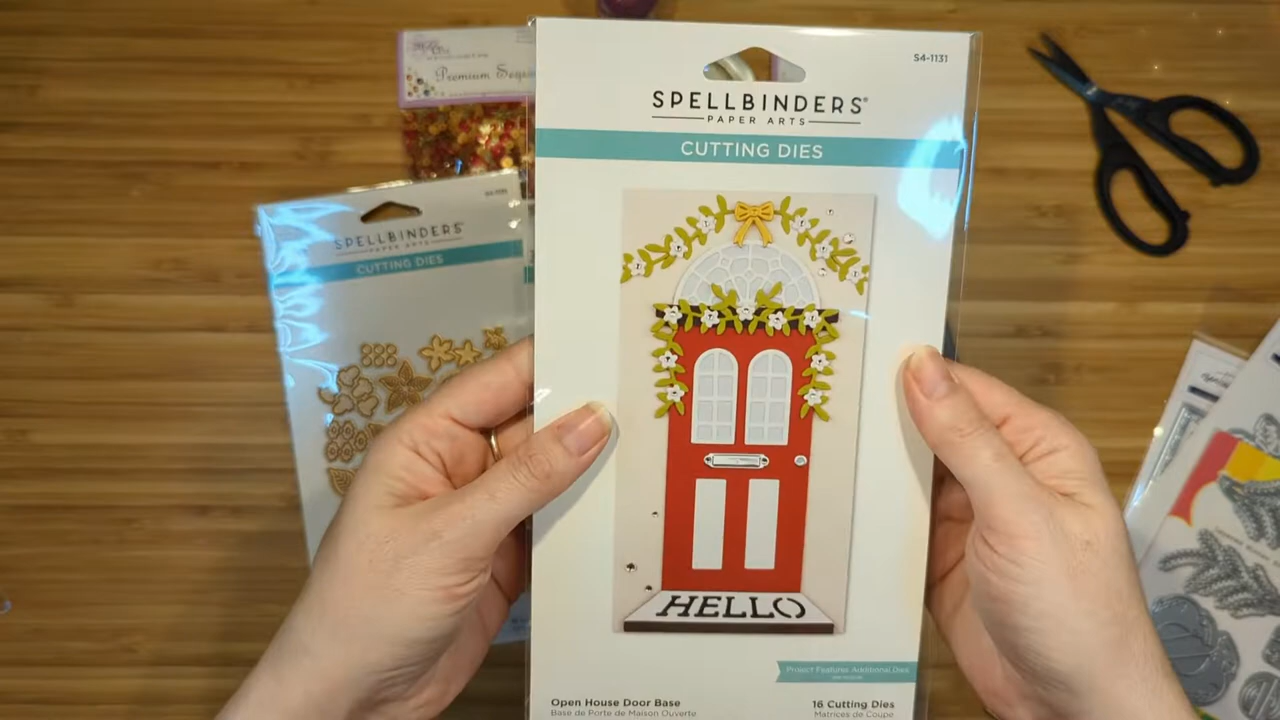 S4-1131
SPELLBINDERS®
PAPER ARTS
CUTTING DIES
HELLO
Project Features Additional Dies
Open House Door Base
Base de Porte de Maison Ouverte
16 Cutting Dies
Matrices de Coupe
Premium Sequ
SPELLBINDERS
PAPER ARTS
CUTTING DIES